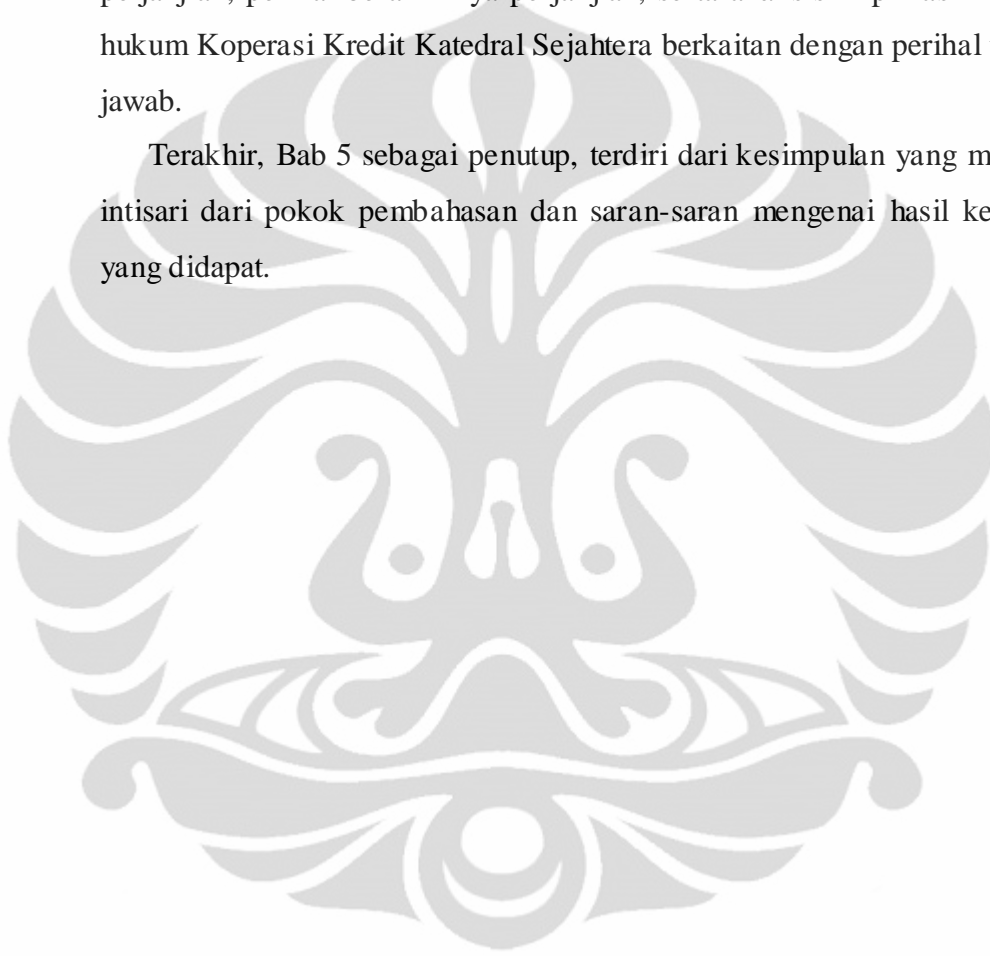 hukum Koperasi Kredit Katedral Sejahtera berkaitan dengan perihal
jawab.
Terakhir, Bab 5 sebagai penutup, terdiri dari kesimpulan yang
intisari dari pokok pembahasan dan saran-saran mengenai hasil
yang didapat.